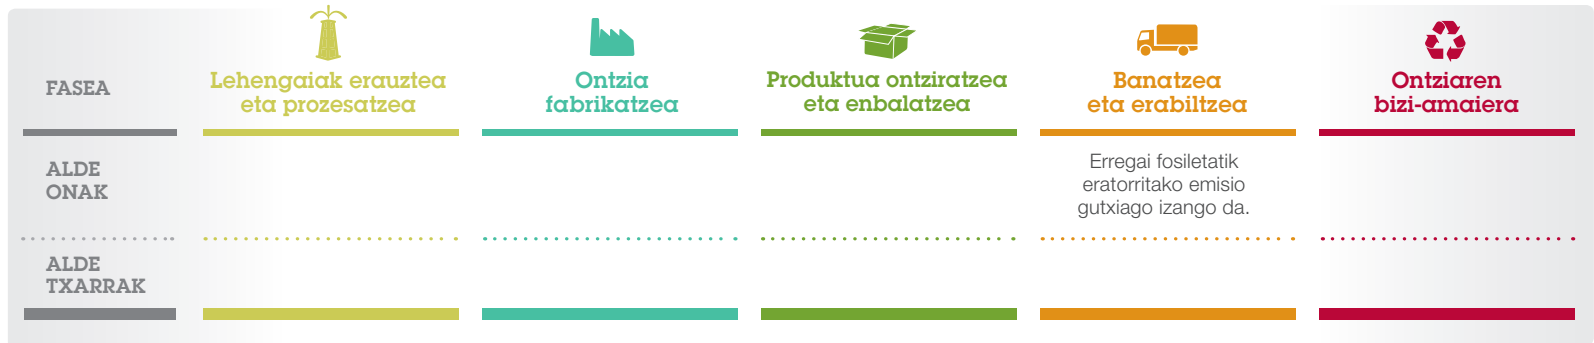 FASEA
Lehengaiak erauztea
eta prozesatzea
Ontzia
fabrikatzea
Produktua ontziratzea
eta enbalatzea
Banatzea
eta erabiltzea
Ontziaren
bizi-amaiera
ALDE
ONAK
Erregai fosiletatik
eratorritako emisio
gutxiago izango da.
ALDE
TXARRAK